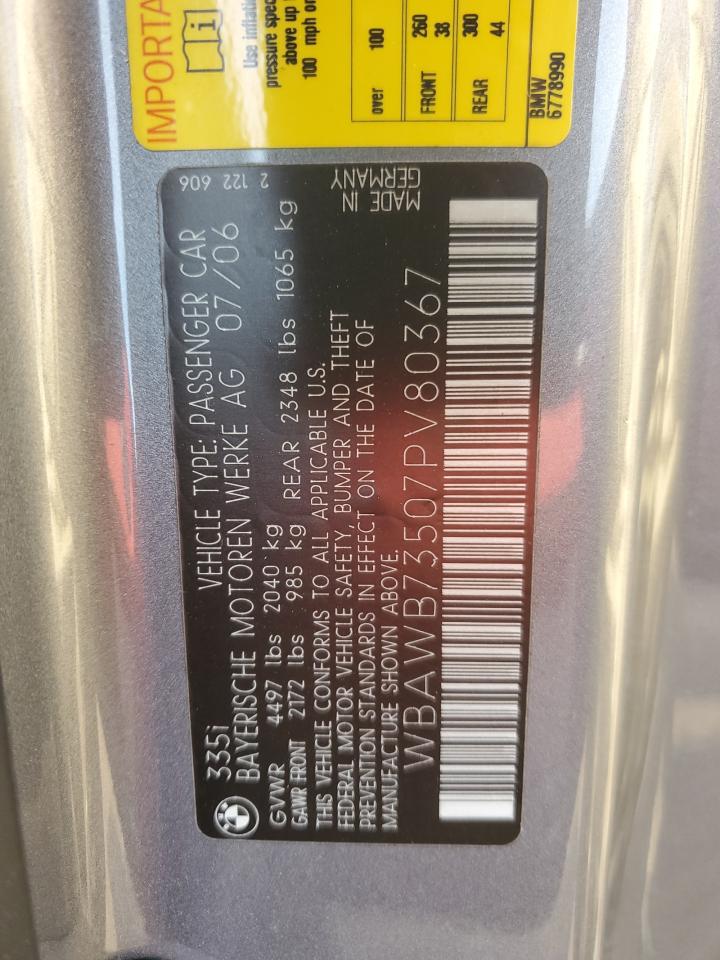 IMPORTA
Use
pressure
above up
100 mph or
over 100
FRONT 260
38
REAR 300
44
BMW
6778990
335i VEHICLE TYPE: PASSENGER CAR 2 122 606
BAYERISCHE MOTOREN WERKE AG 07/06
GVWR 4497 lbs 2040 kg
GAWR FRONT 2172 lbs 985 kg REAR 2348 lbs 1065 kg
THIS VEHICLE CONFORMS TO ALL APPLICABLE U.S.
FEDERAL MOTOR VEHICLE SAFETY, BUMPER AND THEFT
PREVENTION STANDARDS IN EFFECT ON THE DATE OF
MANUFACTURE SHOWN ABOVE.
MADE IN
GERMANY
WBAWB73507PV80367